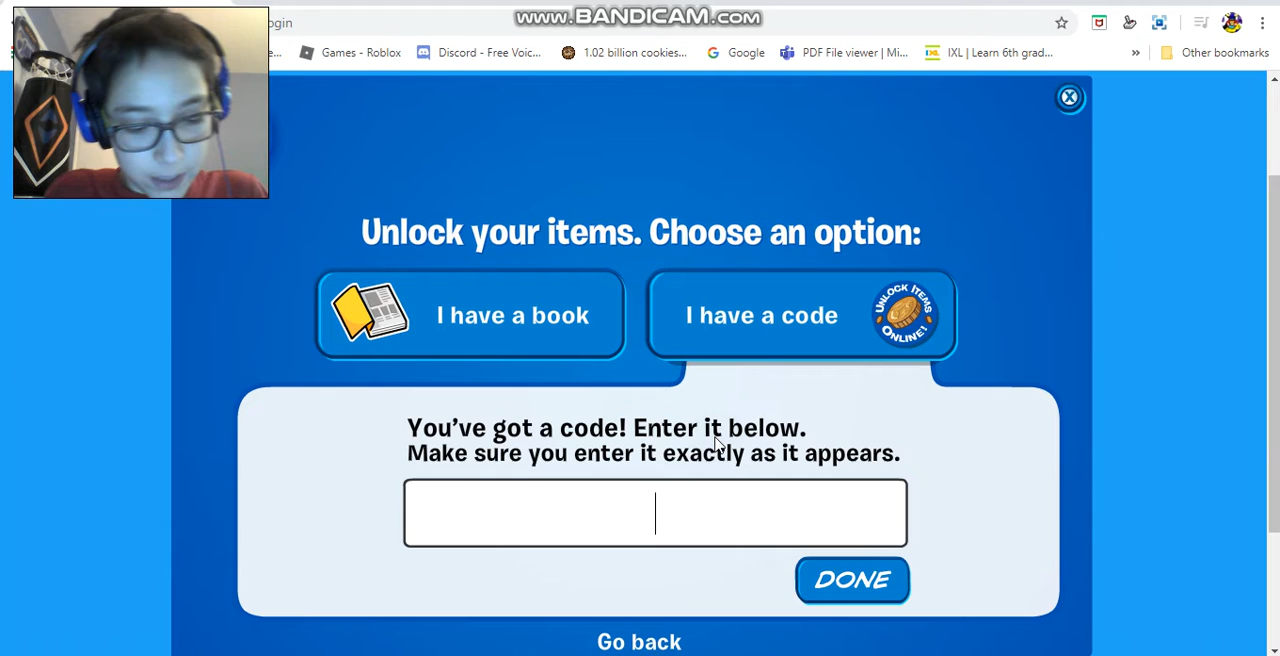 www.BANDICAM.com
ogin
e...
Games - Roblox
Discord - Free Voic...
1.02 billion cookies...
Google
PDF File viewer | Mi...
IXL | Learn 6th grad...
»
Other bookmarks
Unlock your items. Choose an option:
I have a book
I have a code
UNLOCK ITEMS ONLINE!
You've got a code! Enter it below.
Make sure you enter it exactly as it appears.
DONE
Go back